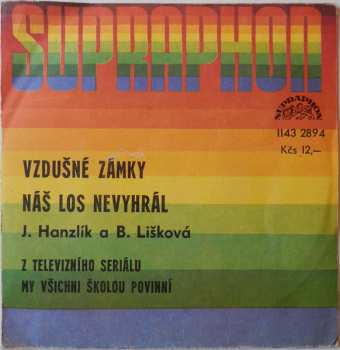 SUPRAPHON
SUPRAPHON
1143 2894
Kčs 12,–
VZDUŠNÉ ZÁMKY
NÁŠ LOS NEVYHRÁL
J. Hanzlík a B. Lišková
Z TELEVIZNÍHO SERIÁLU
MY VŠICHNI ŠKOLOU POVINNÍ